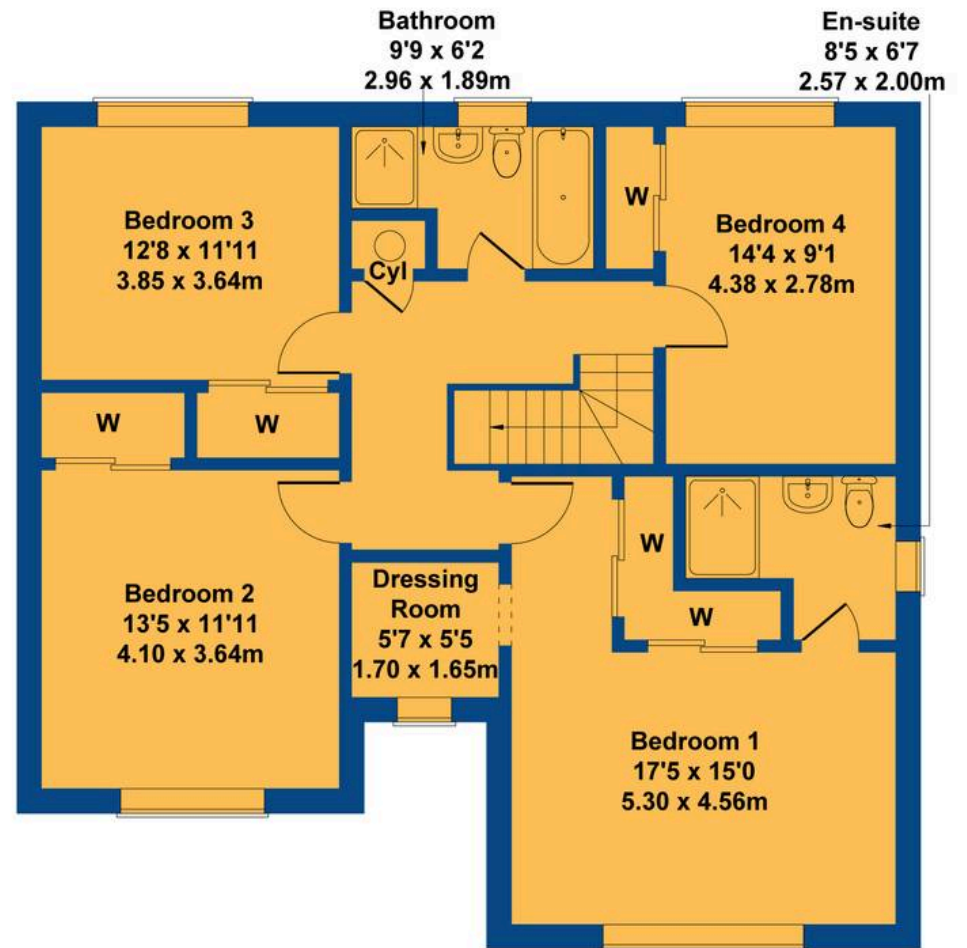 Bathroom
9'9 x 6'2
2.96 x 1.89m
En-suite
8'5 x 6'7
2.57 x 2.00m
Bedroom 3
12'8 x 11'11
3.85 x 3.64m
Cyl
W
Bedroom 4
14'4 x 9'1
4.38 x 2.78m
W
W
Bedroom 2
13'5 x 11'11
4.10 x 3.64m
Dressing
Room
5'7 x 5'5
1.70 x 1.65m
W
W
Bedroom 1
17'5 x 15'0
5.30 x 4.56m